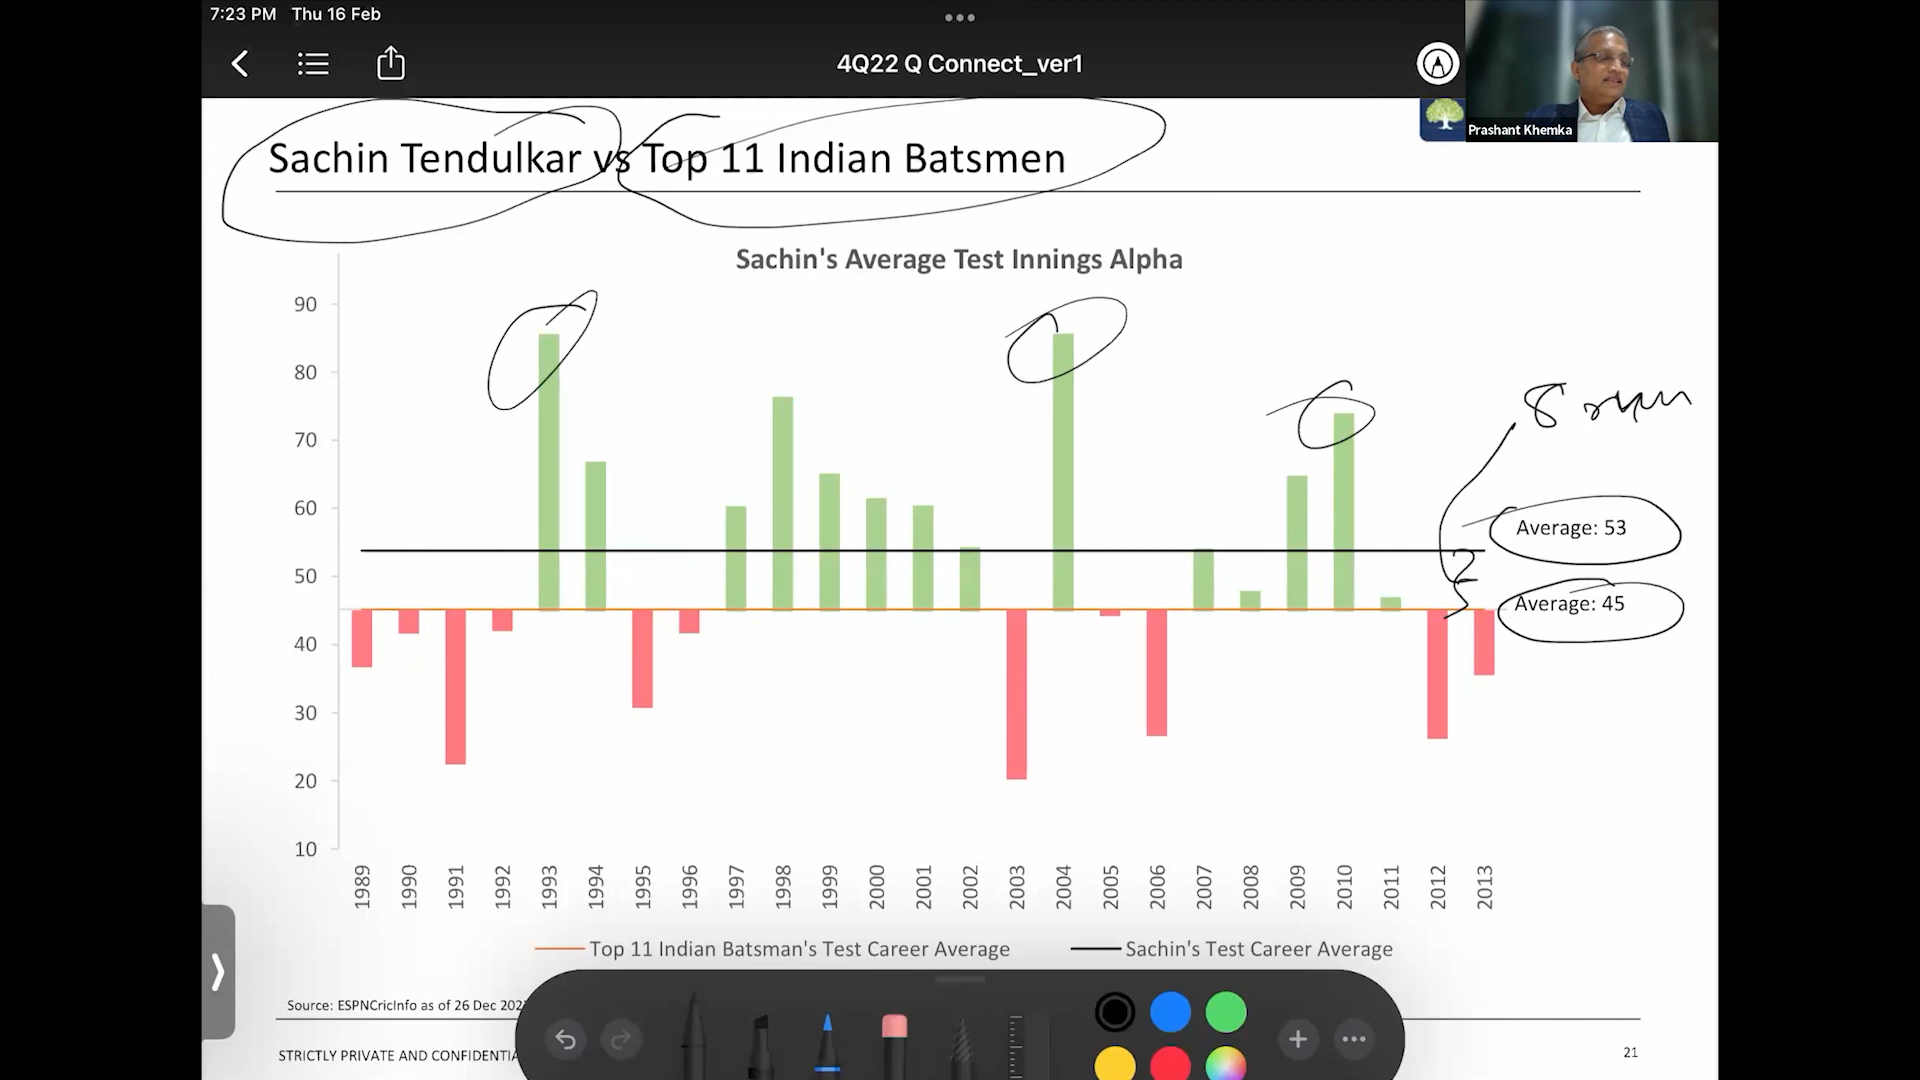 7:23 PM Thu 16 Feb
4Q22 Q Connect_ver1
Prashant Khemka
Sachin Tendulkar vs Top 11 Indian Batsmen
Sachin's Average Test Innings Alpha
90
80
70
60
50
40
30
20
10
8
Average: 53
Average: 45
1989 1990 1991 1992 1993 1994 1995 1996 1997 1998 1999 2000 2001 2002 2003 2004 2005 2006 2007 2008 2009 2010 2011 2012 2013
Top 11 Indian Batsman's Test Career Average Sachin's Test Career Average
Source: ESPNCricInfo as of 26 Dec
STRICTLY PRIVATE AND
21